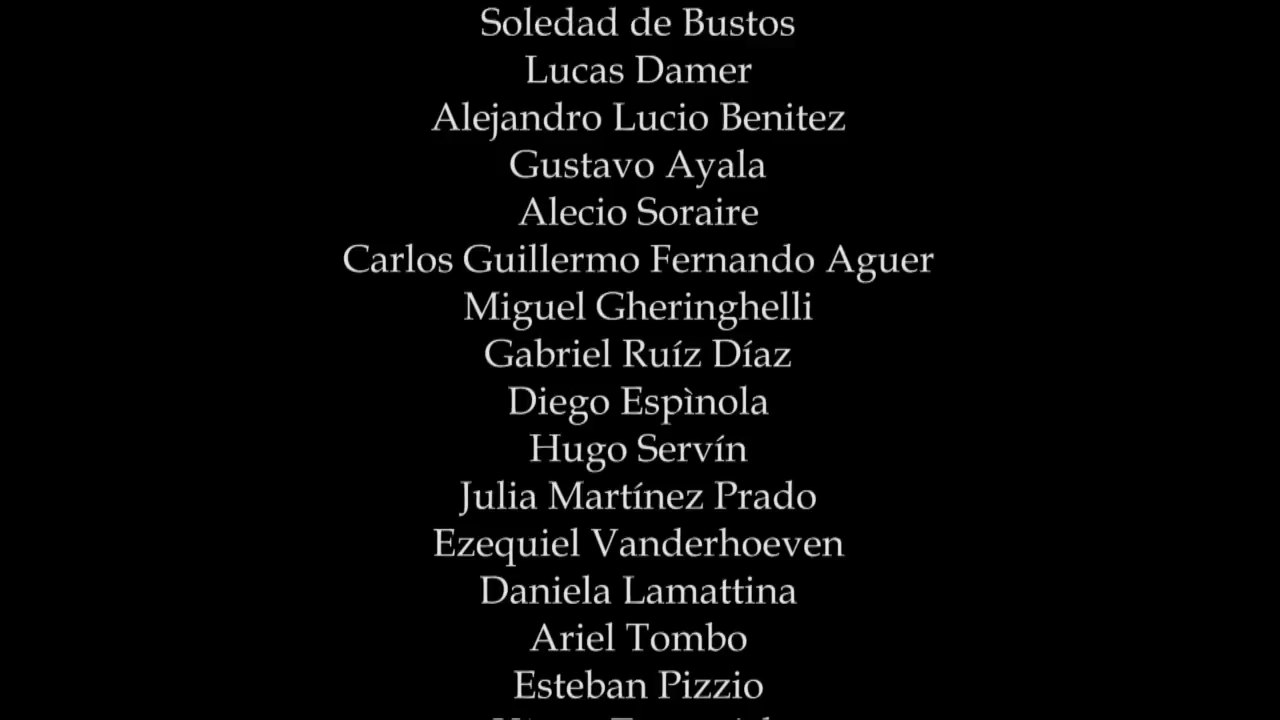 Soledad de Bustos
Lucas Damer
Alejandro Lucio Benitez
Gustavo Ayala
Alecio Soraire
Carlos Guillermo Fernando Aguer
Miguel Gheringhelli
Gabriel Ruíz Díaz
Diego Espìnola
Hugo Servín
Julia Martínez Prado
Ezequiel Vanderhoeven
Daniela Lamattina
Ariel Tombo
Esteban Pizzio